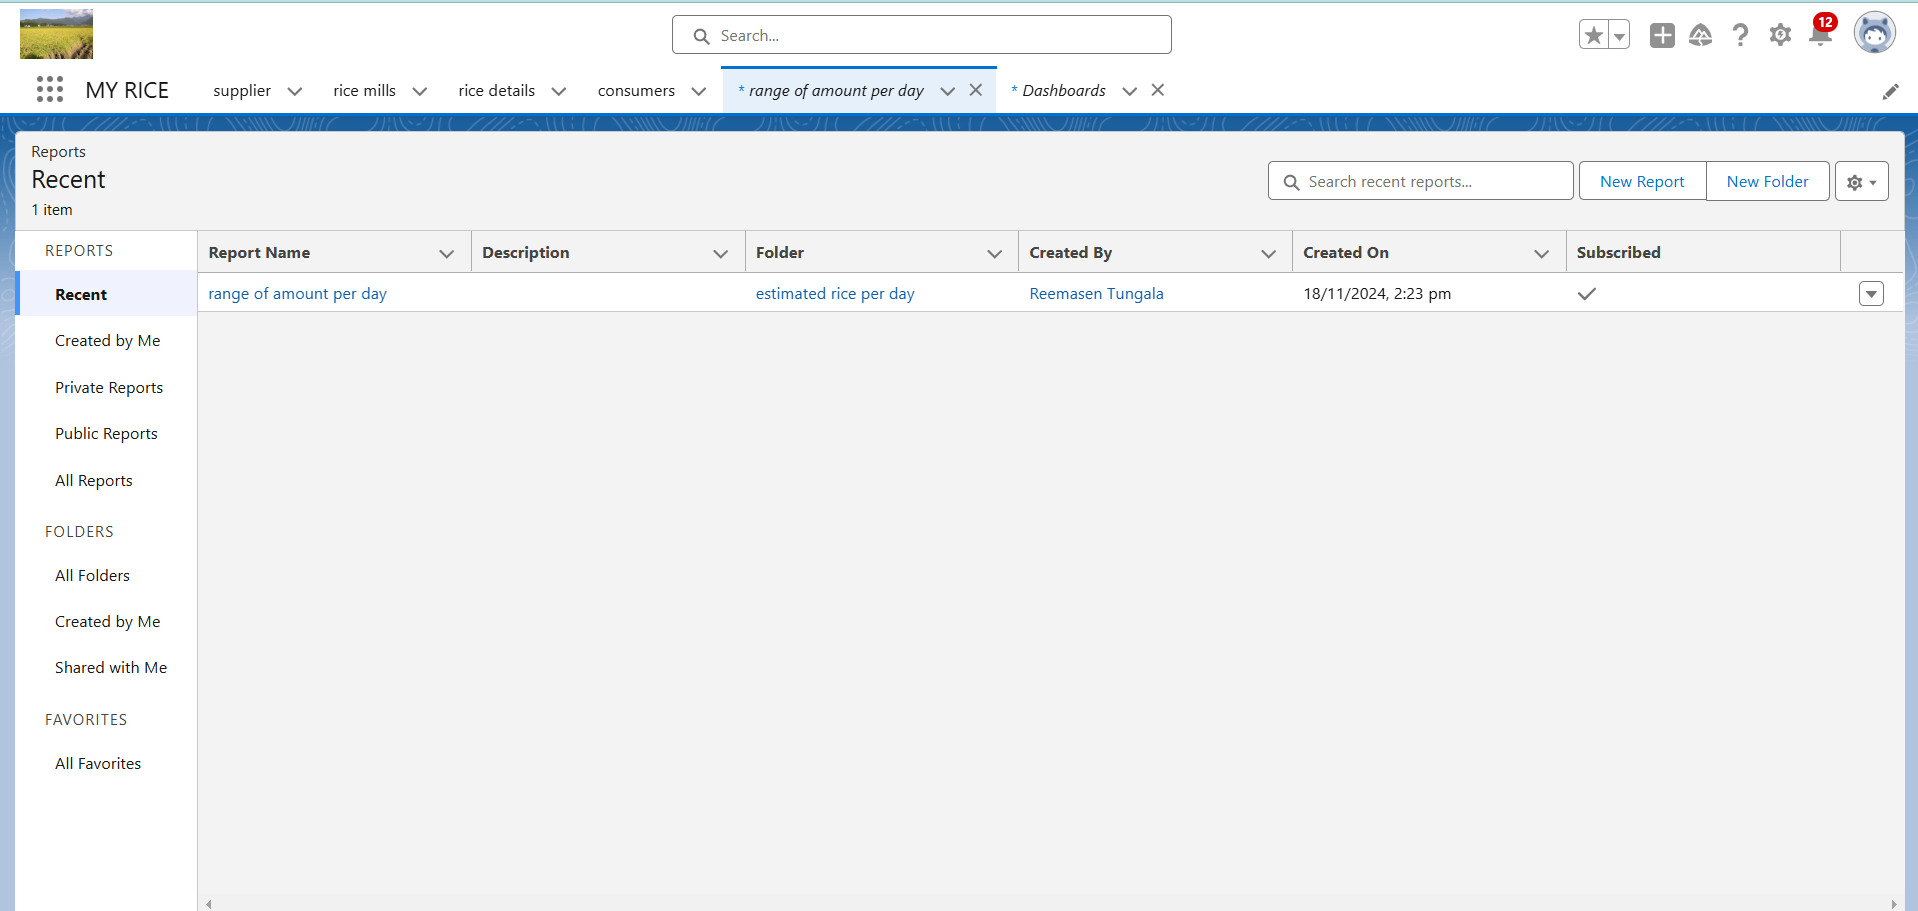 Search...
12
MY RICE
supplier
rice mills
rice details
consumers
* range of amount per day
* Dashboards
Reports
Recent
1 item
Search recent reports...
New Report
New Folder
REPORTS
Recent
Created by Me
Private Reports
Public Reports
All Reports
FOLDERS
All Folders
Created by Me
Shared with Me
FAVORITES
All Favorites
Report Name Description Folder Created By Created On Subscribed
range of amount per day estimated rice per day Reemasen Tungala 18/11/2024, 2:23 pm